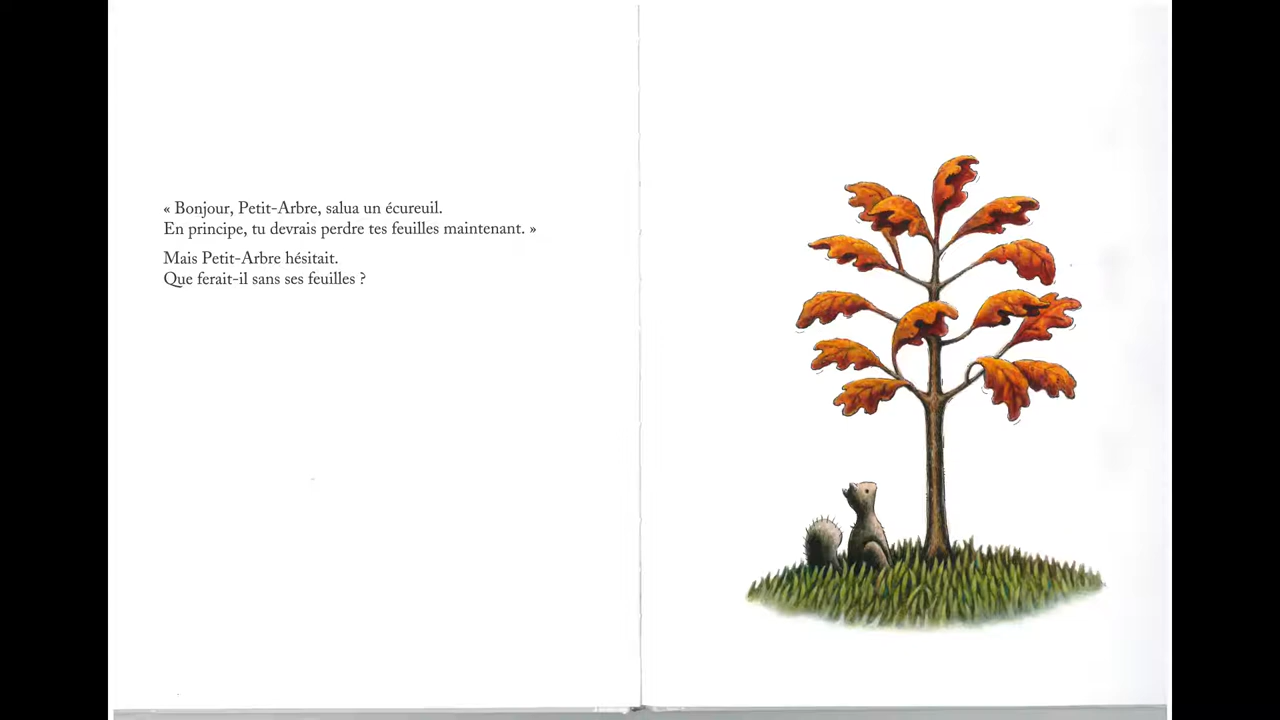 « Bonjour, Petit-Arbre, salua un écureuil.
En principe, tu devrais perdre tes feuilles maintenant. »
Mais Petit-Arbre hésitait.
Que ferait-il sans ses feuilles ?